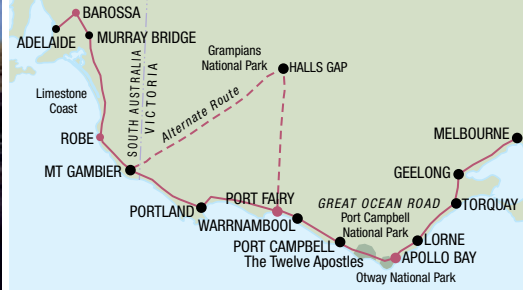 BAROSSA
ADELAIDE
MURRAY BRIDGE
SOUTH AUSTRALIA
VICTORIA
Grampians
National Park
HALLS GAP
Limestone
Coast
Alternate Route
ROBE
MELBOURNE
MT GAMBIER
GEELONG
PORT FAIRY
GREAT OCEAN ROAD
TORQUAY
PORTLAND
Port Campbell
National Park
WARRNAMBOOL
LORNE
PORT CAMPBELL
The Twelve Apostles
APOLLO BAY
Otway National Park